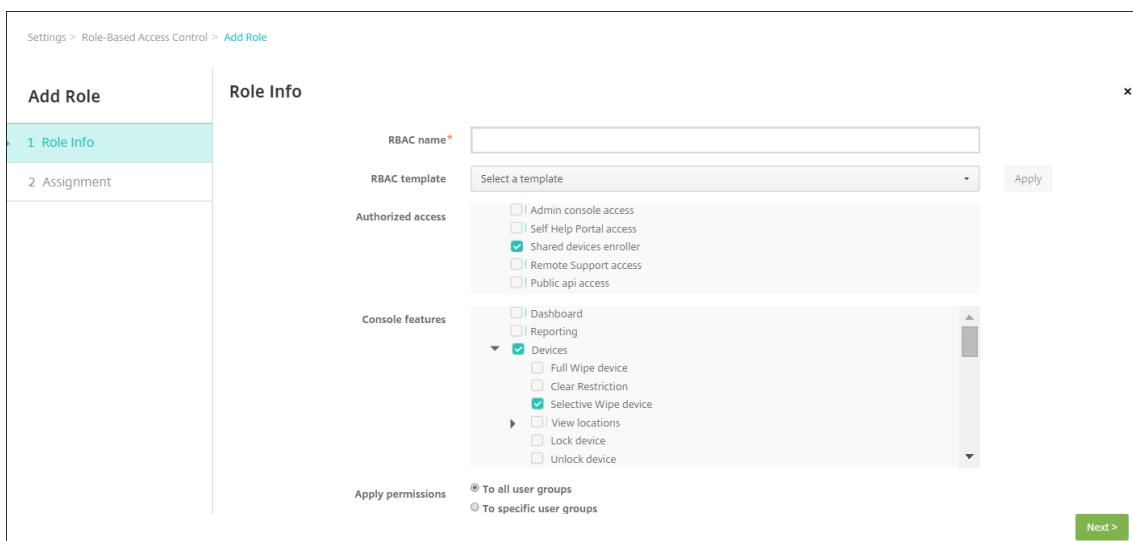 Settings > Role-Based Access Control > Add Role
Add Role
1 Role Info
2 Assignment
Role Info
×
RBAC name*
RBAC template Select a template Apply
Authorized access
Admin console access
Self Help Portal access
Shared devices enroller
Remote Support access
Public api access
Console features
Dashboard
Reporting
Devices
Full Wipe device
Clear Restriction
Selective Wipe device
View locations
Lock device
Unlock device
Apply permissions
To all user groups
To specific user groups
Next >